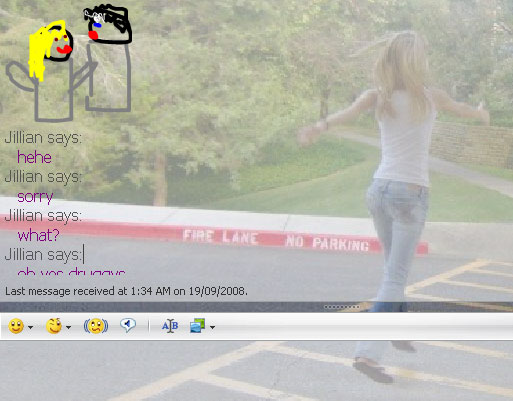 Jillian says:
hehe
Jillian says:
sorry
Jillian says:
what?
Jillian says:
oh yes druggys
FIRE LANE NO PARKING
Last message received at 1:34 AM on 19/09/2008.
AB